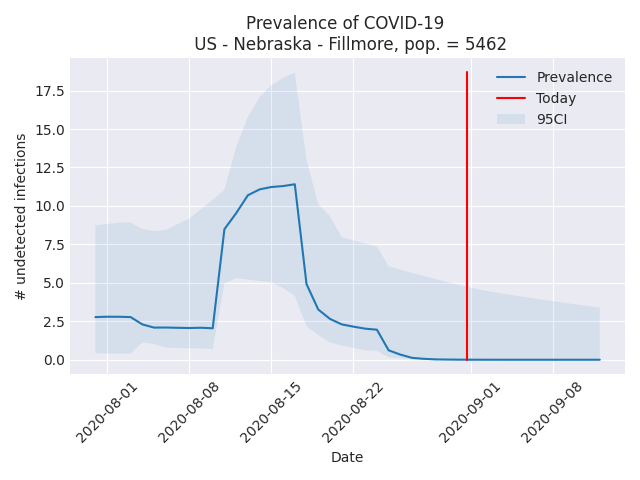 Prevalence of COVID-19
US - Nebraska - Fillmore, pop. = 5462
Prevalence
Today
95CI
# undetected infections
17.5
15.0
12.5
10.0
7.5
5.0
2.5
0.0
2020-08-01
2020-08-08
2020-08-15
2020-08-22
2020-09-01
2020-09-08
Date